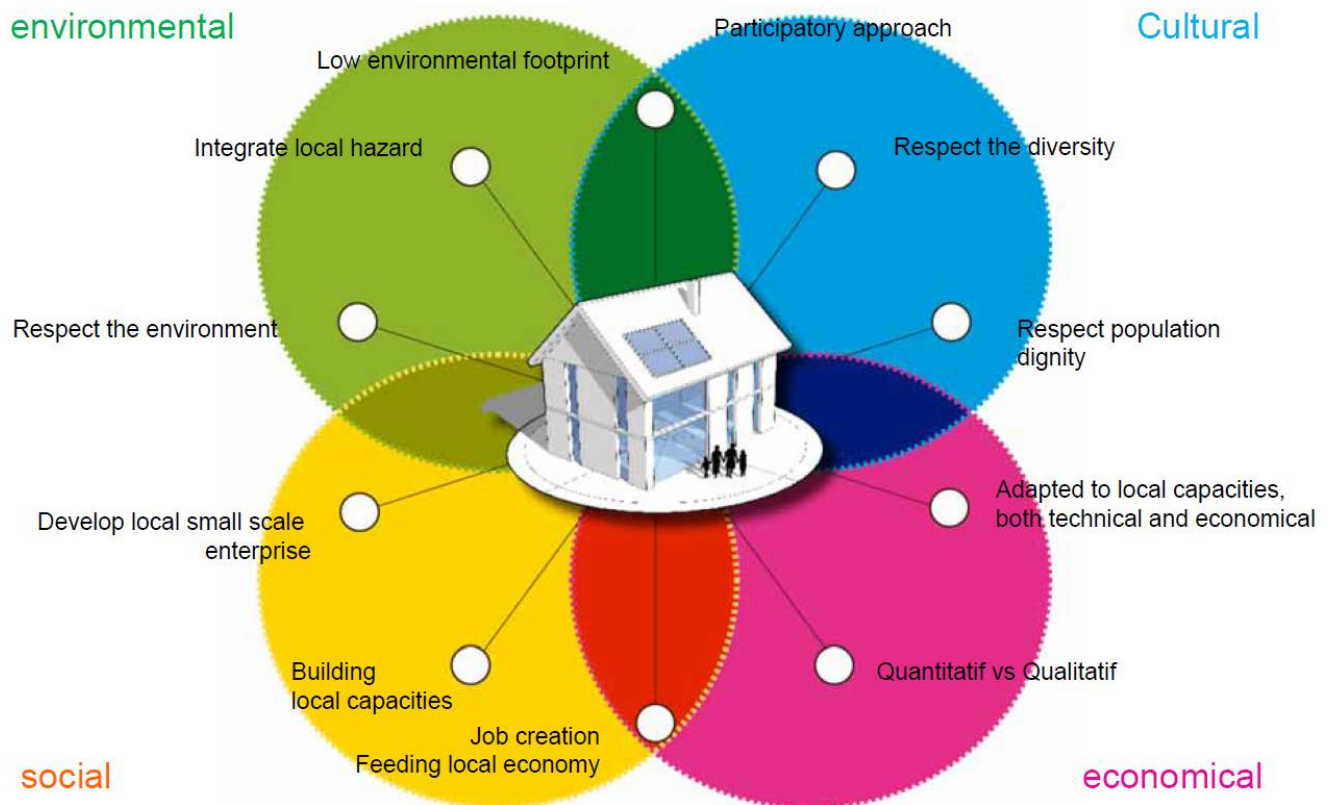 environmental
Participatory approach
Cultural
Low environmental footprint
Integrate local hazard
Respect the diversity
Respect the environment
Respect population
dignity
Develop local small scale
enterprise
Adapted to local capacities,
both technical and economical
Building
local capacities
Quantitatif vs Qualitatif
Job creation
Feeding local economy
social
economical